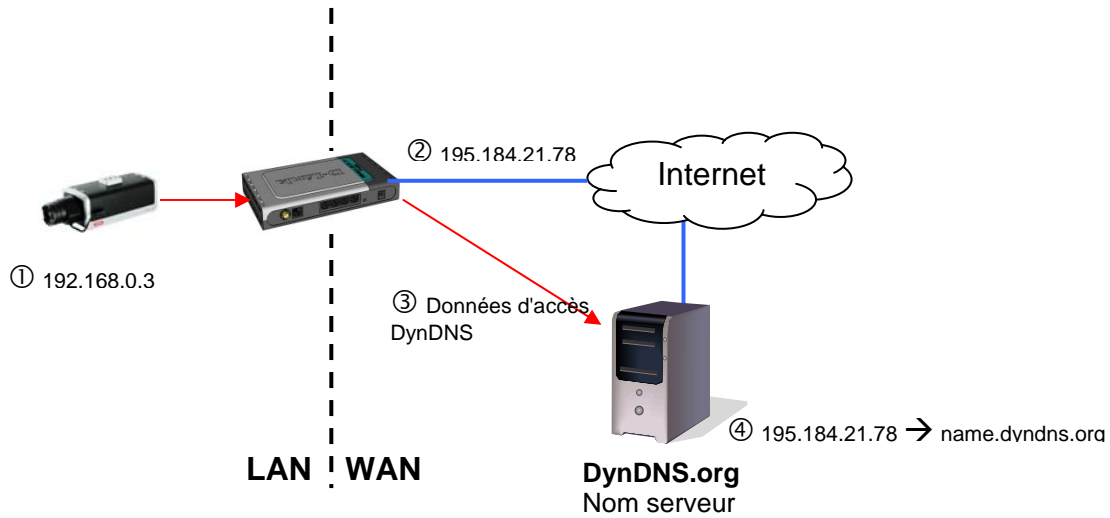 ② 195.184.21.78
Internet
① 192.168.0.3
③ Données d'accès
DynDNS
④ 195.184.21.78 → name.dyndns.org
LAN WAN
DynDNS.org
Nom serveur